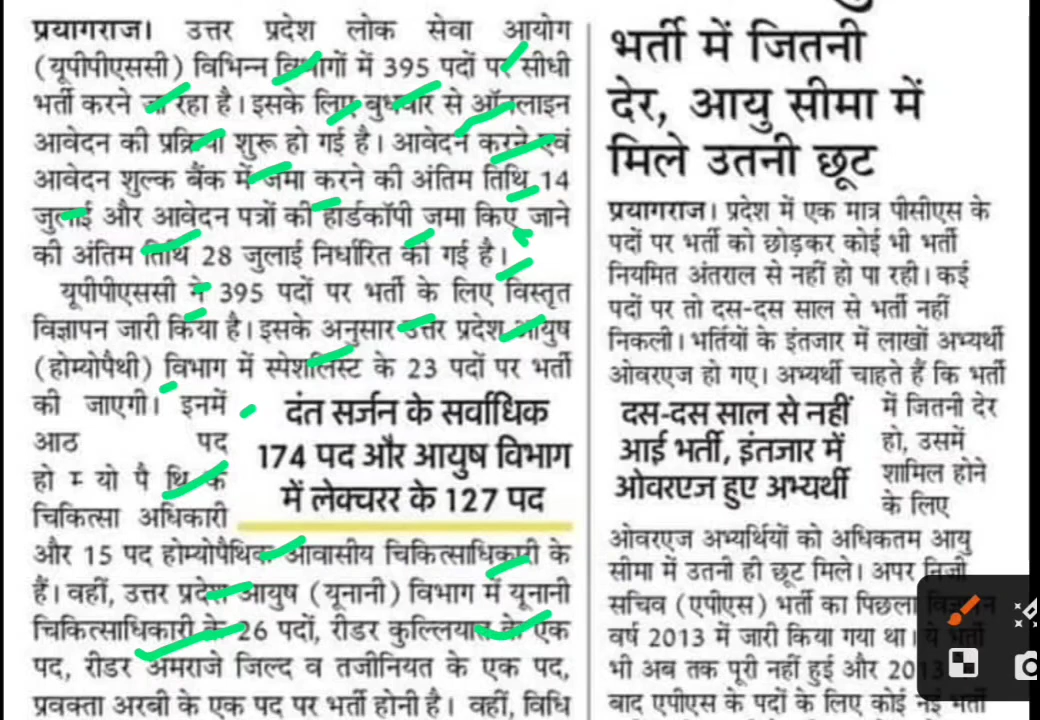 प्रयागराज। उत्तर प्रदेश लोक सेवा आयोग
(यूपीपीएससी) विभिन्न विभागों में 395 पदों पर सीधी
भर्ती करने जा रहा है। इसके लिए बुधवार से ऑनलाइन
आवेदन की प्रक्रिया शुरू हो गई है। आवेदन करने एवं
आवेदन शुल्क बैंक में जमा करने की अंतिम तिथि 14
जुलाई और आवेदन पत्रों की हार्डकॉपी जमा किए जाने
की अंतिम तिथि 28 जुलाई निर्धारित की गई है।
यूपीपीएससी ने 395 पदों पर भर्ती के लिए विस्तृत
विज्ञापन जारी किया है। इसके अनुसार उत्तर प्रदेश आयुष
(होम्योपैथी) विभाग में स्पेशलिस्ट के 23 पदों पर भर्ती
की जाएगी। इनमें
आठ पद
होम्योपैथिक
चिकित्सा अधिकारी
दंत सर्जन के सर्वाधिक
174 पद और आयुष विभाग
में लेक्चरर के 127 पद
और 15 पद होम्योपैथिक आवासीय चिकित्साधिकारी के
हैं। वहीं, उत्तर प्रदेश आयुष (यूनानी) विभाग में यूनानी
चिकित्साधिकारी के 26 पदों, रीडर कुल्लियात के एक
पद, रीडर अमराजे जिल्द व तजीनियत के एक पद,
प्रवक्ता अरबी के एक पद पर भर्ती होनी है। वहीं, विधि
भर्ती में जितनी
देर, आयु सीमा में
मिले उतनी छूट
प्रयागराज। प्रदेश में एक मात्र पीसीएस के
पदों पर भर्ती को छोड़कर कोई भी भर्ती
नियमित अंतराल से नहीं हो पा रही। कई
पदों पर तो दस-दस साल से भर्ती नहीं
निकली। भर्तियों के इंतजार में लाखों अभ्यर्थी
ओवरएज हो गए। अभ्यर्थी चाहते हैं कि भर्ती
दस-दस साल से नहीं
आई भर्ती, इंतजार में
ओवरएज हुए अभ्यर्थी
में जितनी देर
हो, उसमें
शामिल होने
के लिए
ओवरएज अभ्यर्थियों को अधिकतम आयु
सीमा में उतनी ही छूट मिले। अपर निजी
सचिव (एपीएस) भर्ती का पिछला विज्ञापन
वर्ष 2013 में जारी किया गया था। ये भर्ती
भी अब तक पूरी नहीं हुई और 2013
बाद एपीएस के पदों के लिए कोई नई भर्ती